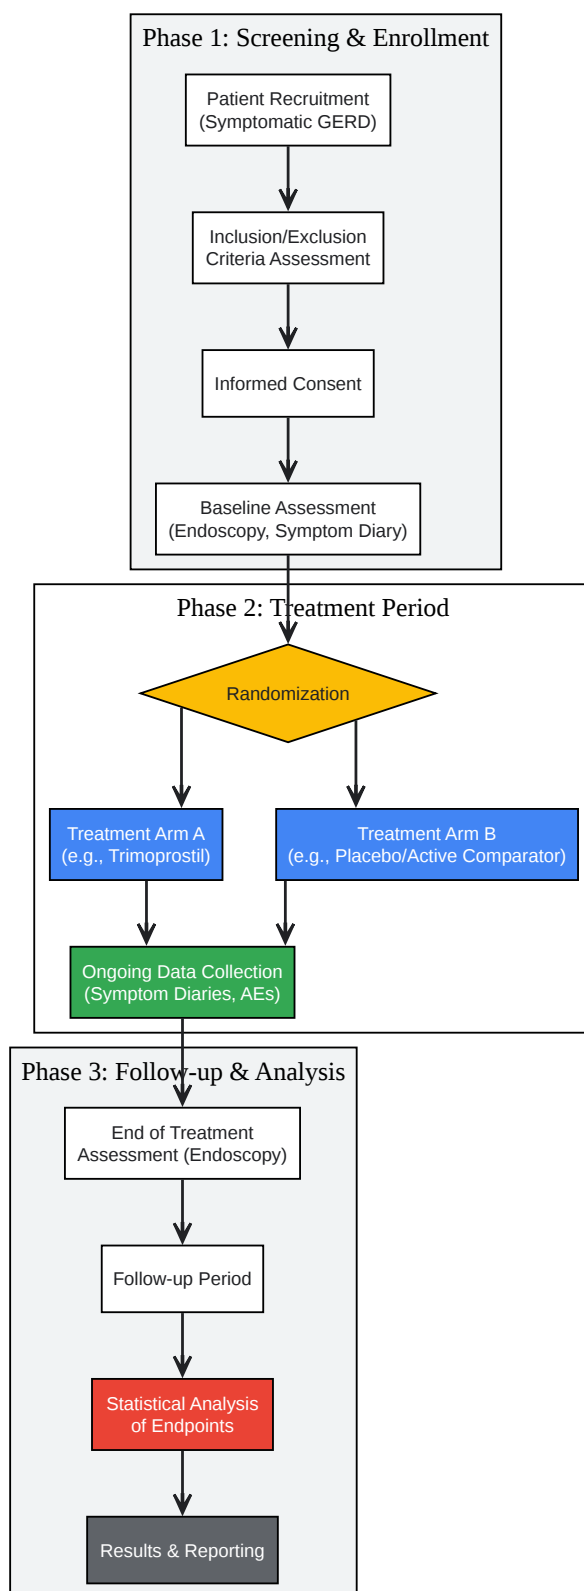 Phase 1: Screening & Enrollment
Patient Recruitment
(Symptomatic GERD)
Inclusion/Exclusion
Criteria Assessment
Informed Consent
Baseline Assessment
(Endoscopy, Symptom Diary)
Phase 2: Treatment Period
Randomization
Treatment Arm A
(e.g., Trimoprostil)
Treatment Arm B
(e.g., Placebo/Active Comparator)
Ongoing Data Collection
(Symptom Diaries, AEs)
Phase 3: Follow-up & Analysis
End of Treatment
Assessment (Endoscopy)
Follow-up Period
Statistical Analysis
of Endpoints
Results & Reporting